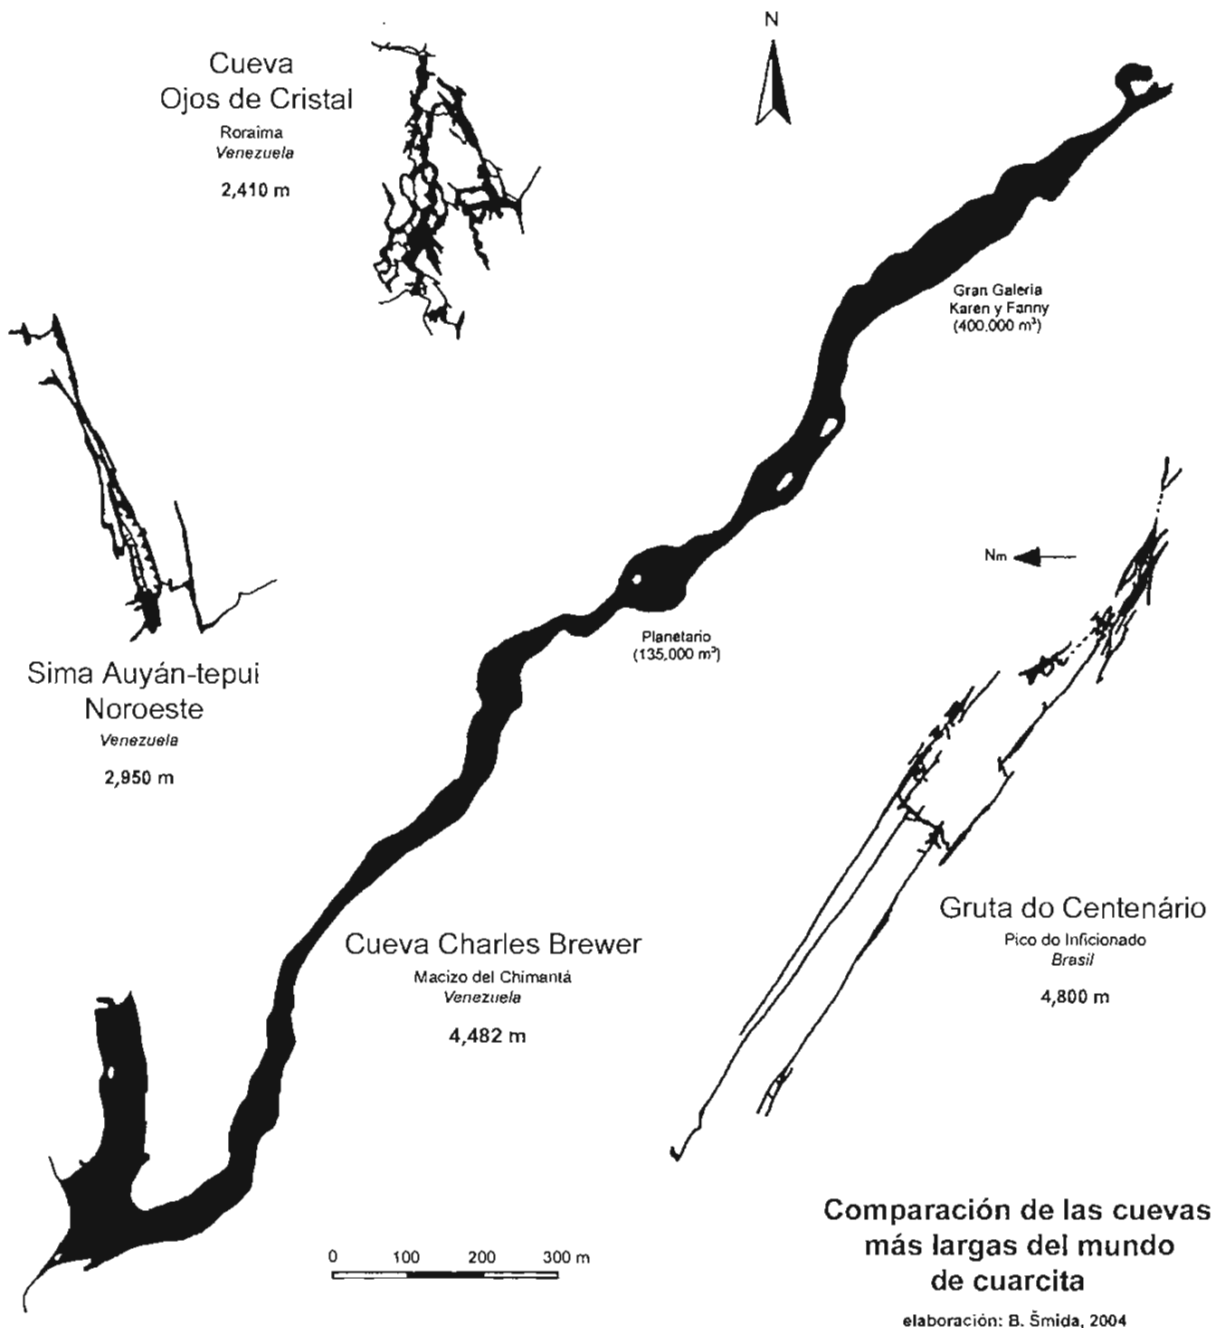 N
Cueva
Ojos de Cristal
Roraima
Venezuela
2,410 m
Gran Galeria
Karen y Fanny
(400,000 m³)
Nm
Planetario
(135,000 m³)
Sima Auyán-tepui
Noroeste
Venezuela
2,950 m
Cueva Charles Brewer
Macizo del Chimantá
Venezuela
4,482 m
Gruta do Centenário
Pico do Inficionado
Brasil
4,800 m
0 100 200 300 m
Comparación de las cuevas
más largas del mundo
de cuarcita
elaboración: B. Šmida, 2004